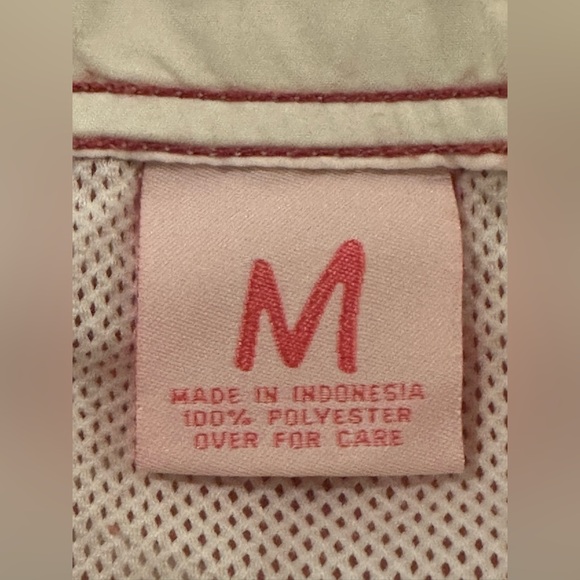 M
MADE IN INDONESIA
100% POLYESTER
OVER FOR CARE